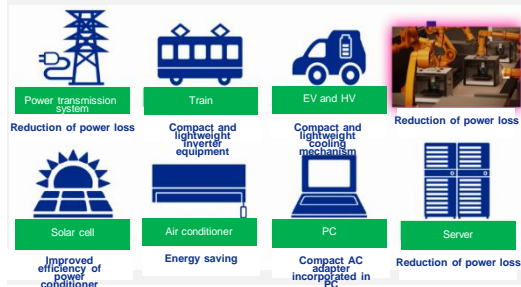 Power transmission
system
Reduction of power loss
Train
Compact and
lightweight
Inverter
equipment
EV and HV
Compact and
lightweight
cooling
mechanism
Reduction of power loss
Solar cell
Improved
efficiency of
power
conditioner
Air conditioner
Energy saving
PC
Compact AC
adapter
incorporated in
PC
Server
Reduction of power loss